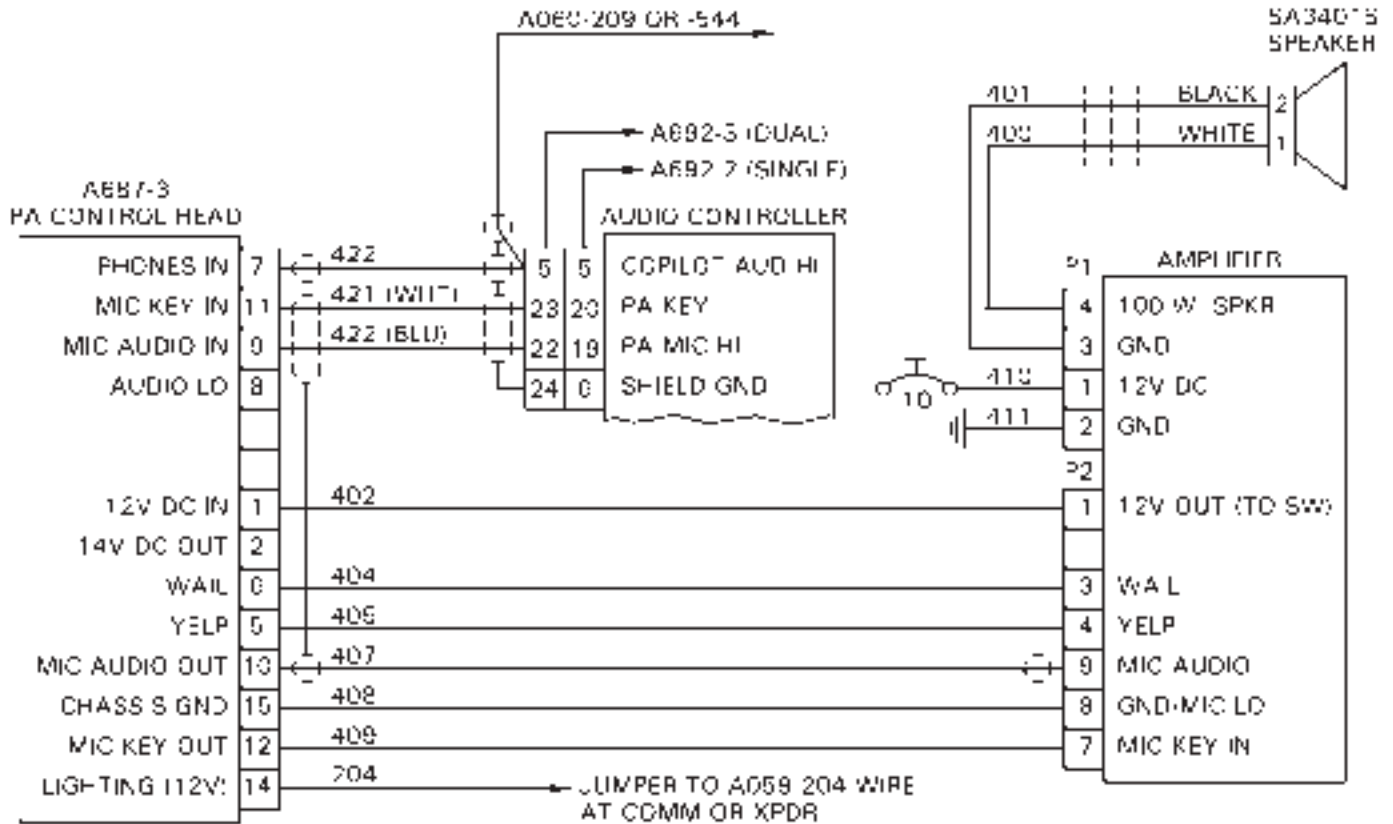 A060-209 OR -544
SA34015
SPEAKER
401
BLACK
2
400
WHITE
1
A692-3 (DUAL)
A692-2 (SINGLE)
A687-3
PA CONTROL HEAD
AUDIO CONTROLLER
PHONES IN 7
422
5 5 COPILOT AUD HI
MIC KEY IN 11
421 (WHT)
23 20 PA KEY
MIC AUDIO IN 9
422 (BLU)
22 19 PA MIC HI
AUDIO LO 8
24
SHIELD GND
P1
AMPLIFIER
4 100 W SPKR
3 GND
10
410
1 12V DC
411
2 GND
P2
12V DC IN 1
402
1 12V OUT (TO SW)
14V DC OUT 2
WAIL
404
3 WAIL
YELP 5
405
4 YELP
MIC AUDIO OUT 10
407
9 MIC AUDIO
CHASSIS GND 15
408
8 GND-MIC LO
MIC KEY OUT 12
409
7 MIC KEY IN
LIGHTING (12V) 14
204
JUMPER TO A059 204 WIRE
AT COMM OR XPDR